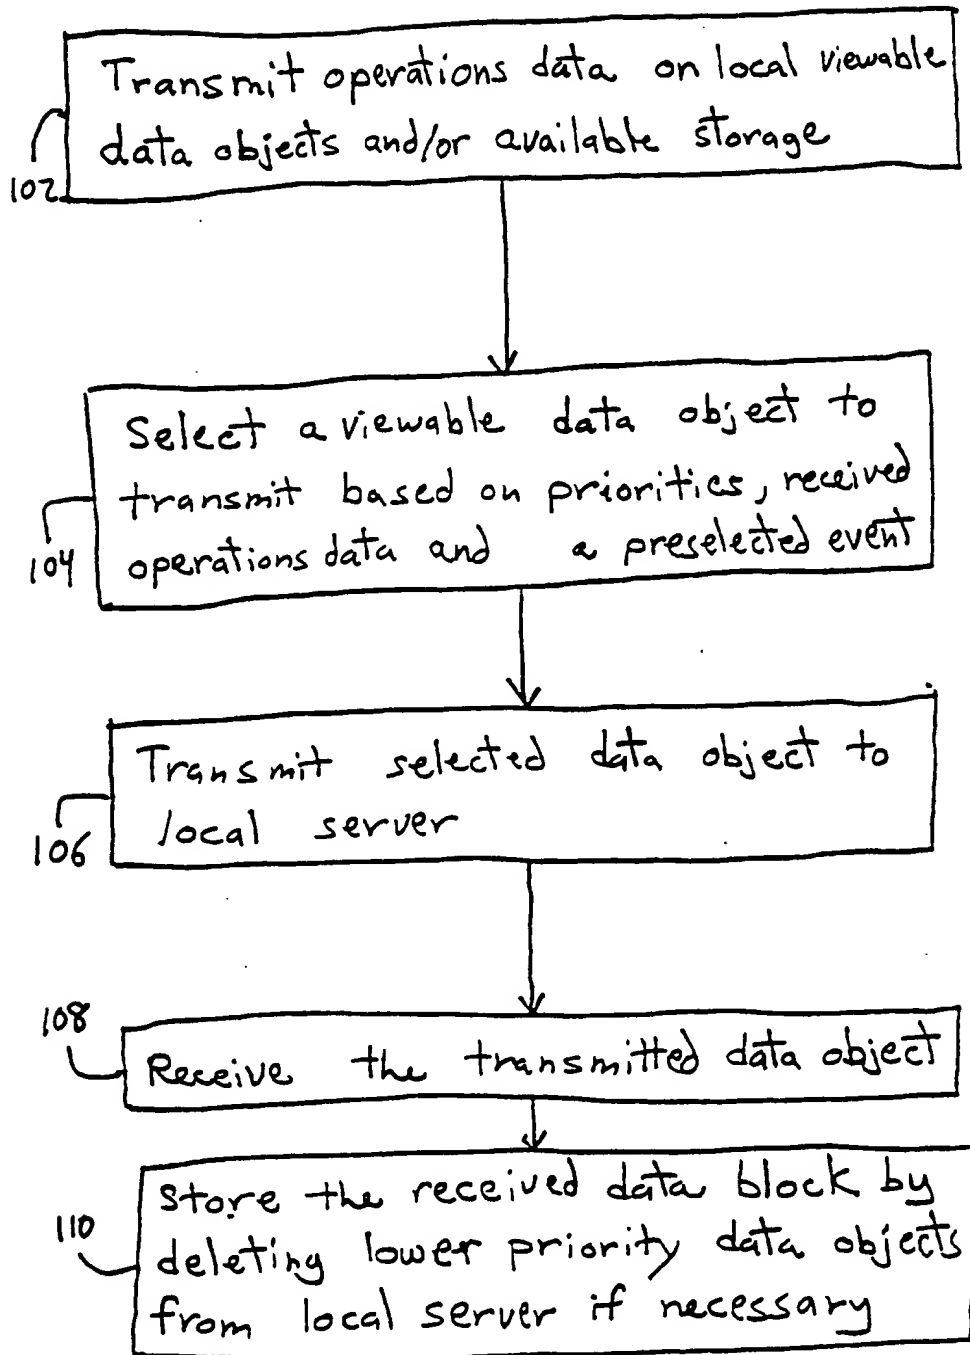 Transmit operations data on local viewable
data objects and/or available storage
102
Select a viewable data object to
transmit based on priorities, received
operations data and a preselected event
104
Transmit selected data object to
local server
106
108
Receive the transmitted data object
Store the received data block by
110
deleting lower priority data objects
from local server if necessary